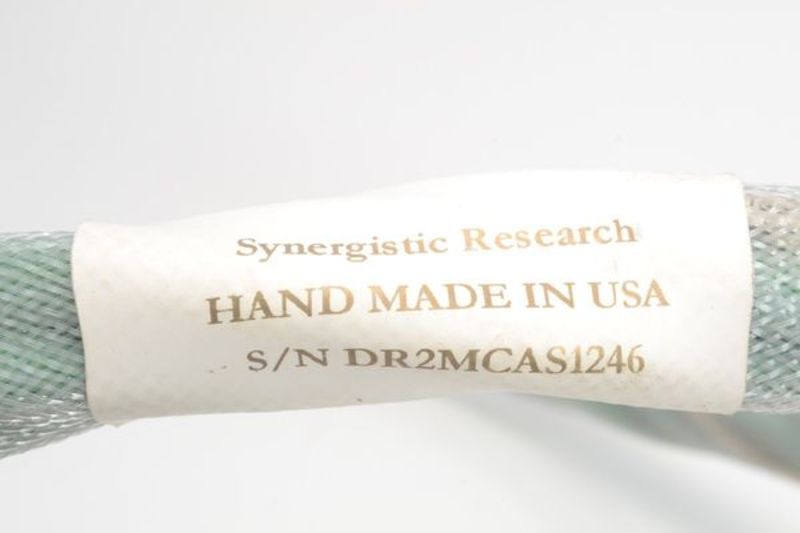 Synergistic Research
HAND MADE IN USA
S/N DR2MCAS1246